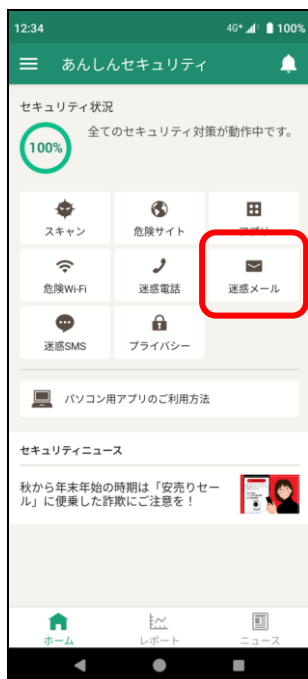 12:34
4G+ 100%
あんしんセキュリティ
セキュリティ状況
100%
全てのセキュリティ対策が動作中です。
スキャン
危険サイト
アプリ
危険Wi-Fi
迷惑電話
迷惑メール
迷惑SMS
プライバシー
パソコン用アプリのご利用方法
セキュリティニュース
秋から年末年始の時期は「安売りセー
ル」に便乗した詐欺にご注意を！
ホーム
レポート
ニュース